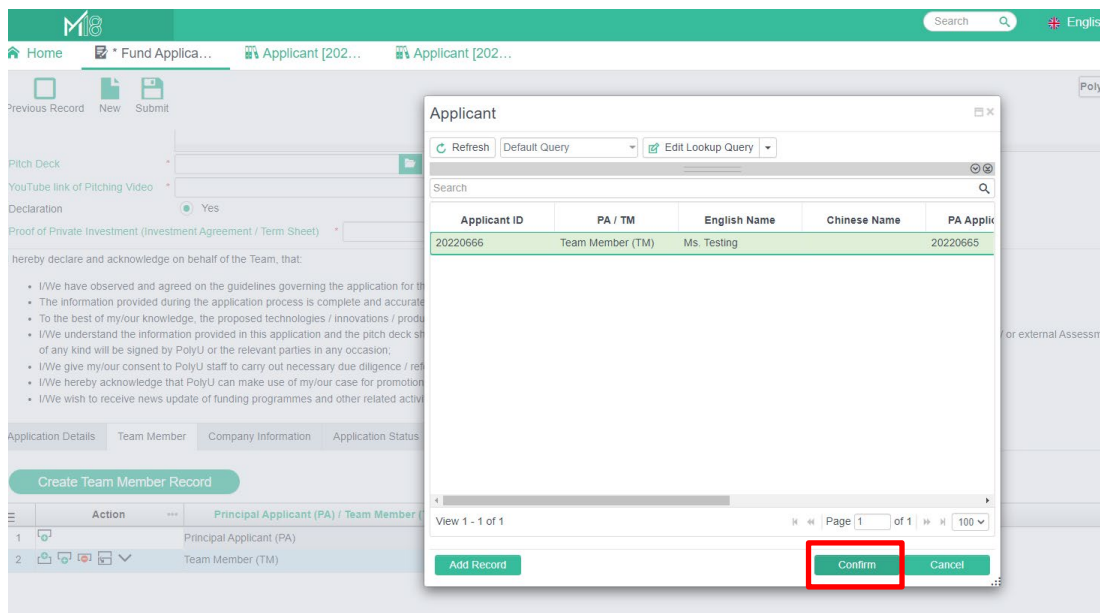 M18
Search
Englis
Home
* Fund Applica...
Applicant [202...
Applicant [202...
Previous Record
New
Submit
Poly
Applicant
Refresh
Default Query
Edit Lookup Query
Search
Applicant ID
PA / TM
English Name
Chinese Name
PA Applic
20220666
Team Member (TM)
Ms. Testing
20220665
View 1 - 1 of 1
Page 1 of 1
100
Add Record
Confirm
Cancel
Pitch Deck *
YouTube link of Pitching Video *
Declaration
Yes
Proof of Private Investment (Investment Agreement / Term Sheet) *
hereby declare and acknowledge on behalf of the Team, that:
• I/We have observed and agreed on the guidelines governing the application for th
• The information provided during the application process is complete and accurate
• To the best of my/our knowledge, the proposed technologies / innovations / produ
• I/We understand the information provided in this application and the pitch deck sh
/ or external Assessm
of any kind will be signed by PolyU or the relevant parties in any occasion;
• I/We give my/our consent to PolyU staff to carry out necessary due diligence / ref
• I/We hereby acknowledge that PolyU can make use of my/our case for promotion
• I/We wish to receive news update of funding programmes and other related activi
Application Details
Team Member
Company Information
Application Status
Create Team Member Record
Action
Principal Applicant (PA) / Team Member (
1
Principal Applicant (PA)
2
Team Member (TM)